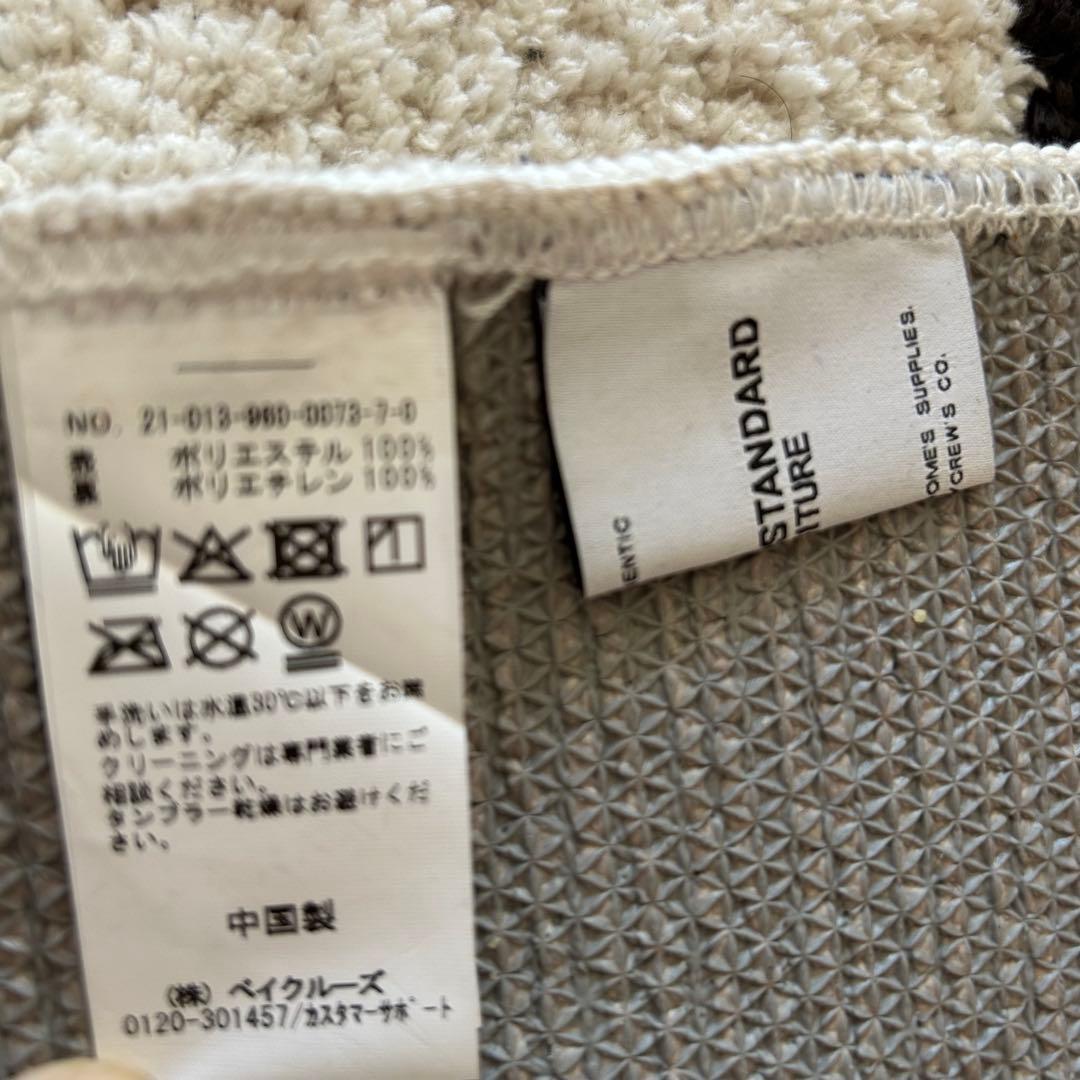 NO. 21-013-960-0073-7-0
ポリエステル 100%
ポリエチレン 100%
W
手洗いは水温30℃以下をお薦
めします。
クリーニングは専門業者にご
相談ください。
タンブラー乾燥はお避けくだ
さい。
中国製
(株) ベイクルーズ
0120-301457/カスタマーサポート
STANDARD
ITURE
ENTIC
OME'S SUPPLIES.
CREW'S CO.